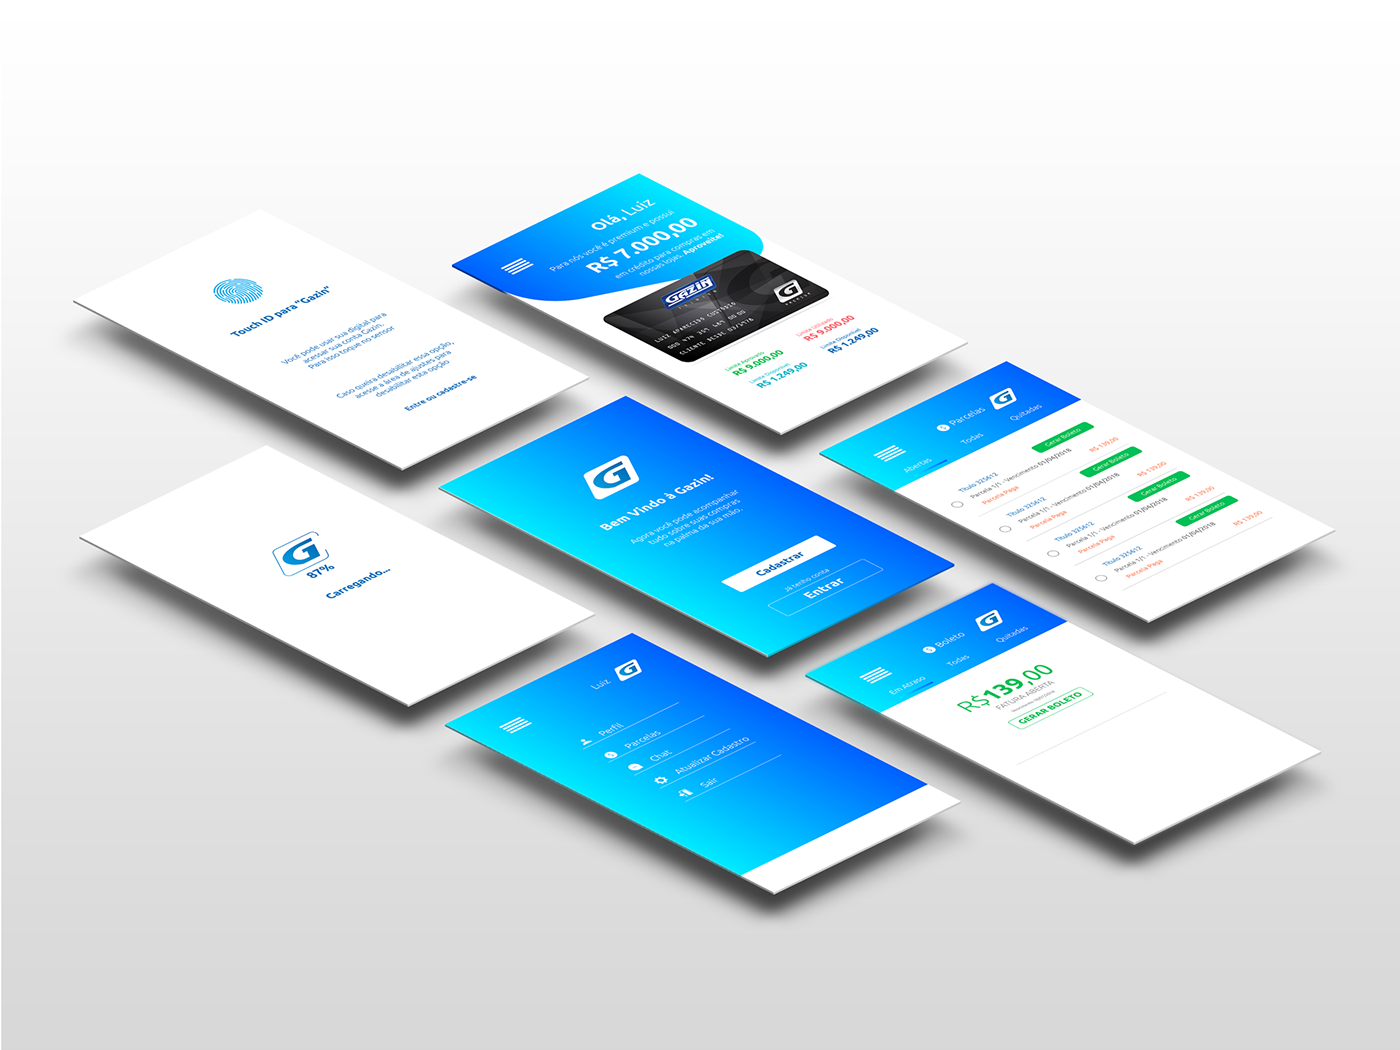 Touch ID para "Gazin"
Você pode usar sua digital para
acessar sua conta Gazin.
Para isso toque no sensor
Caso queira desabilitar essa opção,
acesse a área de ajustes para
desabilitar esta opção
Entre ou cadastre-se
Olá, Luiz
Para nós você é premium e possui
R$ 7.000,00
em crédito para compras em
nossas lojas. Aproveite!
GAZIN
G
LUIZ APARECIDO CUSTÓDIO
CLIENTE DESDE 03/1978
Limite Aprovado
R$ 9.000,00
Limite Utilizado
R$ 9.000,00
Limite Disponível
R$ 1.249,00
Limite Disponível
R$ 1.249,00
G
87%
Carregando...
G
Bem Vindo à Gazin!
Agora você pode acompanhar
tudo sobre suas compras
na palma da sua mão.
Cadastrar
Já tenho conta
Entrar
Parcelas
G
Abertas
Todas
Quitadas
Gerar Boleto
Título 325612
Parcela 1/1 - Vencimento 01/04/2018
R$ 139,00
Parcela Paga
Gerar Boleto
Título 325612
Parcela 1/1 - Vencimento 01/04/2018
R$ 139,00
Parcela Paga
Gerar Boleto
Título 325612
Parcela 1/1 - Vencimento 01/04/2018
R$ 139,00
Parcela Paga
Gerar Boleto
Título 325612
Parcela 1/1 - Vencimento 01/04/2018
R$ 139,00
Parcela Paga
Luiz
G
Perfil
Parcelas
Chat
Atualizar Cadastro
Sair
Boleto
G
Em Atraso
Todas
Quitadas
R$139,00
FATURA ABERTA
GERAR BOLETO